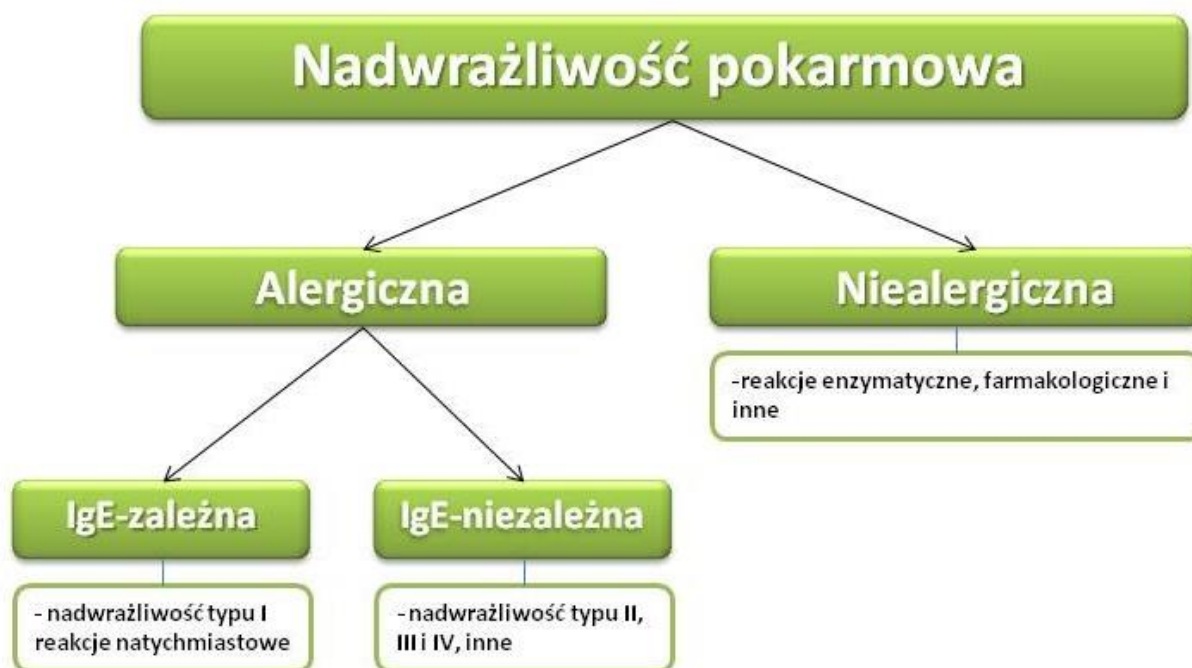 Nadwrażliwość pokarmowa
Alergiczna
Niealergiczna
-reakcje enzymatyczne, farmakologiczne i
inne
IgE-zależna
IgE-niezależna
- nadwrażliwość typu I
reakcje natychmiastowe
- nadwrażliwość typu II,
III i IV, inne